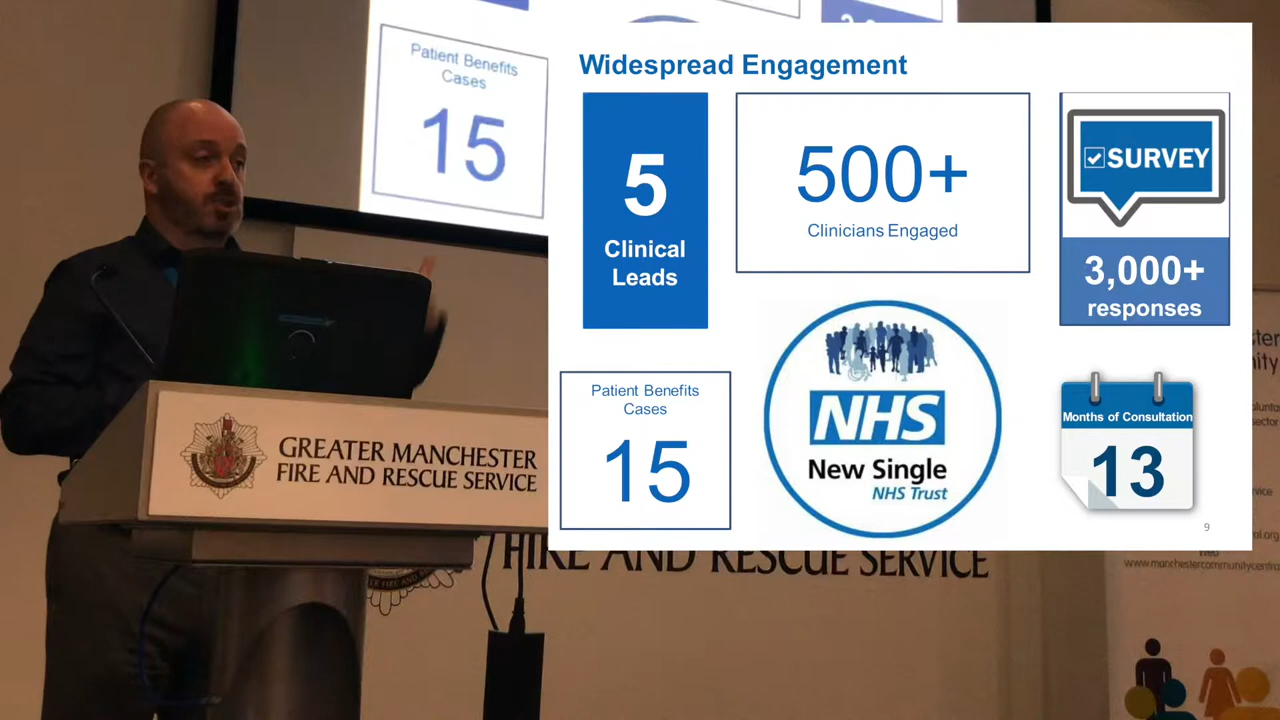 Patient Benefits
Cases
15
GREATER MANCHESTER
FIRE AND RESCUE SERVICE
Widespread Engagement
5
Clinical
Leads
500+
Clinicians Engaged
SURVEY
3,000+
responses
Patient Benefits
Cases
15
NHS
New Single
NHS Trust
Months of Consultation
13
9
FIRE AND RESCUE SERVICE
www.manchestercommunitycentra